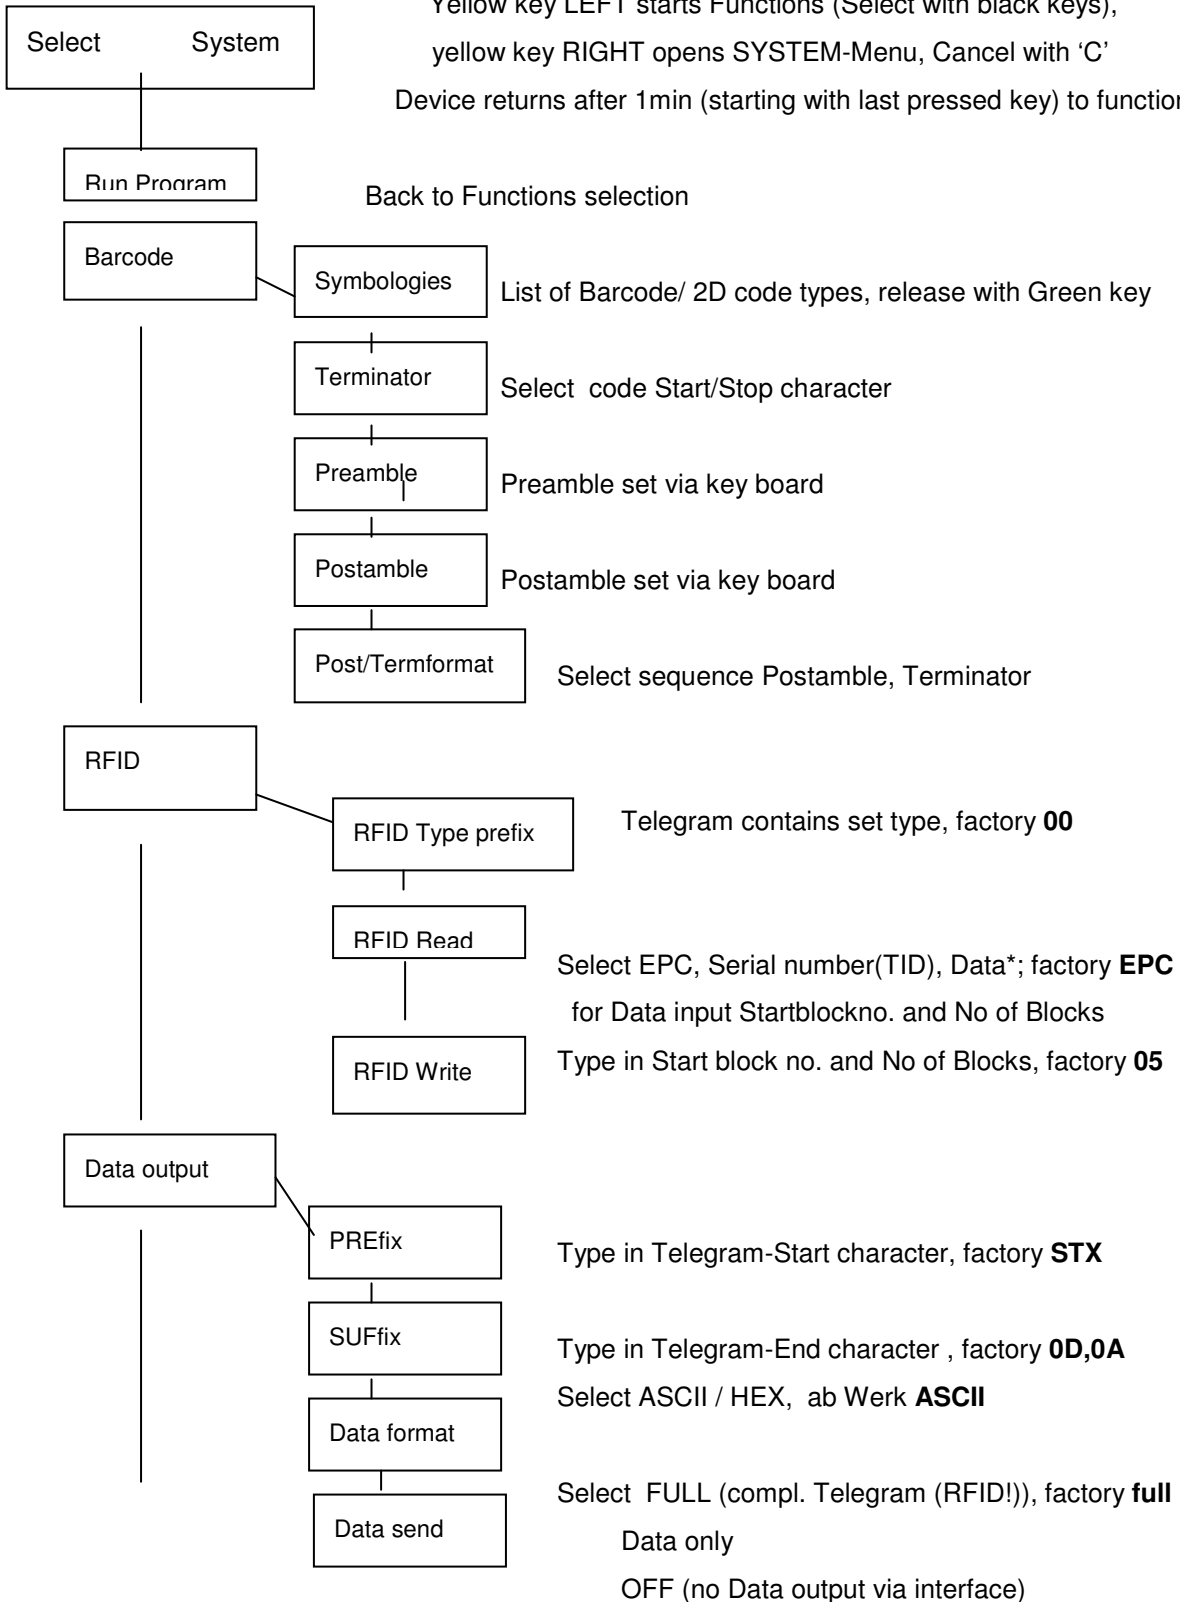 Yellow key LEFT starts Functions (Select with black keys),
Select System
yellow key RIGHT opens SYSTEM-Menu, Cancel with ‘C’
Device returns after 1min (starting with last pressed key) to function
Run Program
Back to Functions selection
Barcode
Symbologies
List of Barcode/ 2D code types, release with Green key
Terminator
Select code Start/Stop character
Preamble
Preamble set via key board
Postamble
Postamble set via key board
Post/Termformat
Select sequence Postamble, Terminator
RFID
RFID Type prefix
Telegram contains set type, factory 00
RFID Read
Select EPC, Serial number(TID), Data*; factory EPC
for Data input Startblockno. and No of Blocks
RFID Write
Type in Start block no. and No of Blocks, factory 05
Data output
PREfix
Type in Telegram-Start character, factory STX
SUFfix
Type in Telegram-End character , factory 0D,0A
Select ASCII / HEX, ab Werk ASCII
Data format
Select FULL (compl. Telegram (RFID!)), factory full
Data send
Data only
OFF (no Data output via interface)